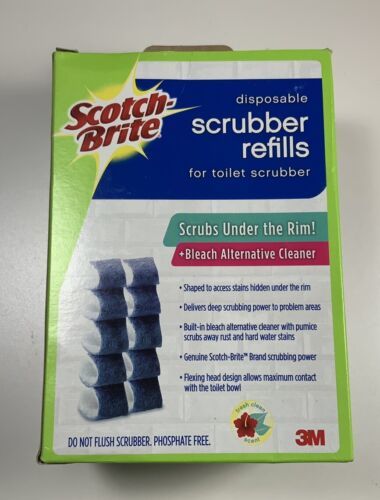 Scotch-
Brite
disposable
scrubber
refills
for toilet scrubber
Scrubs Under the Rim!
+Bleach Alternative Cleaner
• Shaped to access stains hidden under the rim
• Delivers deep scrubbing power to problem areas
• Built-in bleach alternative cleaner with pumice
scrubs away rust and hard water stains
• Genuine Scotch-Brite™ Brand scrubbing power
• Flexing head design allows maximum contact
with the toilet bowl
fresh clean
scent
DO NOT FLUSH SCRUBBER. PHOSPHATE FREE.
3M